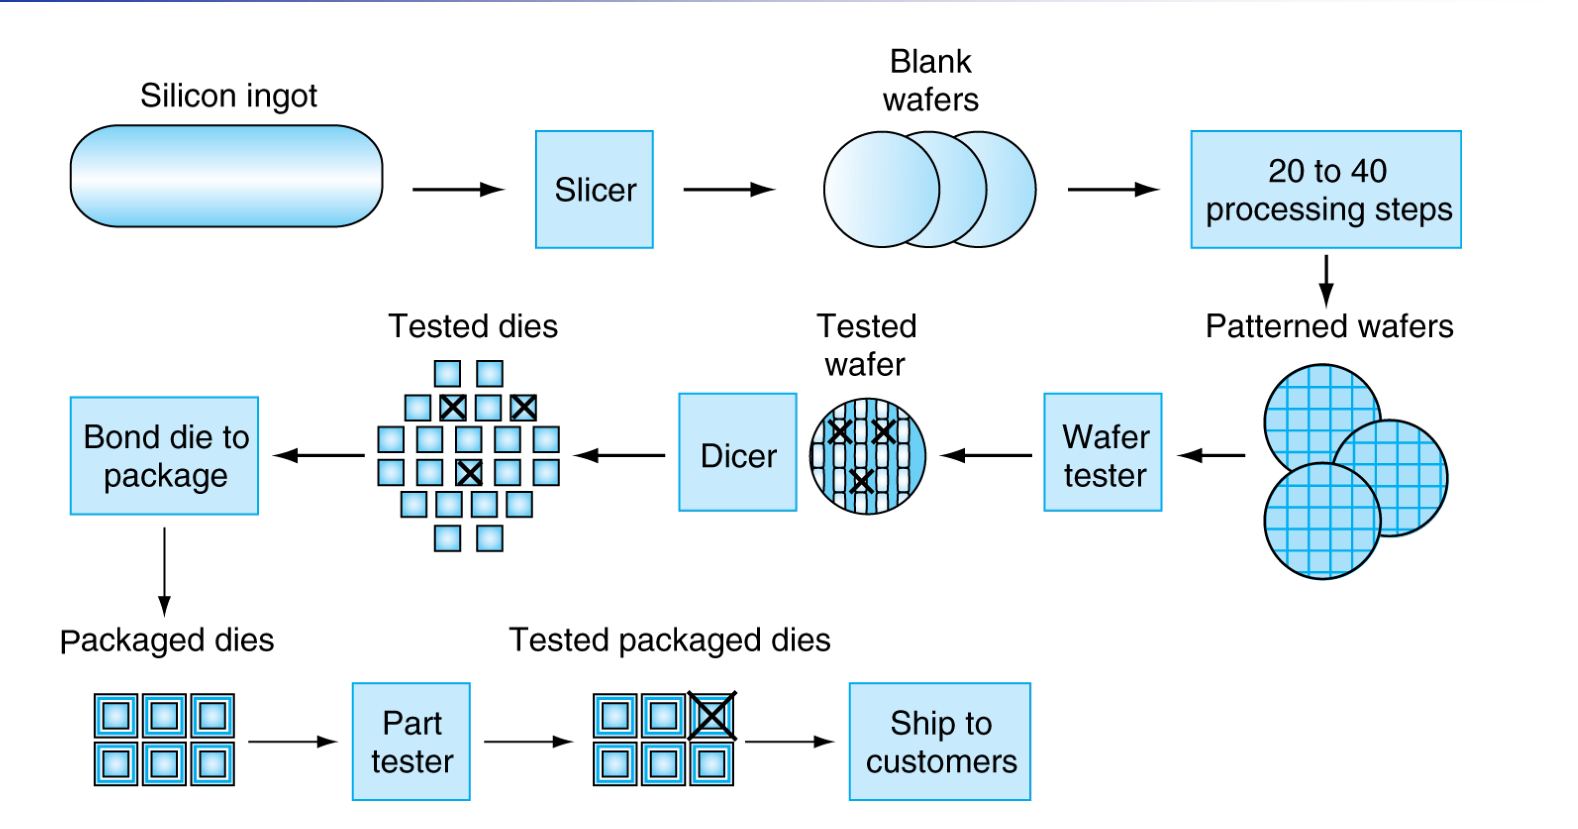 Silicon ingot
Slicer
Blank
wafers
20 to 40
processing steps
Tested dies
Tested
wafer
Patterned wafers
Bond die to
package
Dicer
Wafer
tester
Packaged dies
Tested packaged dies
Part
tester
Ship to
customers